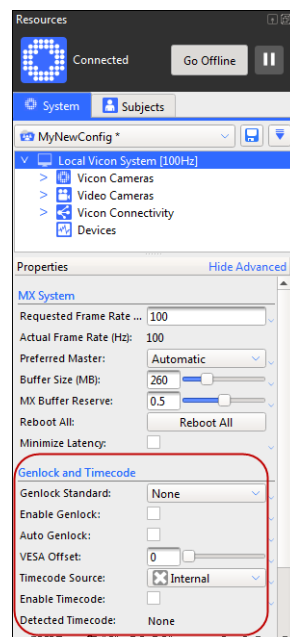 Resources
Connected
Go Offline
System
Subjects
MyNewConfig *
Local Vicon System [100Hz]
Vicon Cameras
Video Cameras
Vicon Connectivity
Devices
Properties
Hide Advanced
MX System
Requested Frame Rate ...
100
Actual Frame Rate (Hz):
100
Preferred Master:
Automatic
Buffer Size (MB):
260
MX Buffer Reserve:
0.5
Reboot All:
Reboot All
Minimize Latency:
Genlock and Timecode
Genlock Standard:
None
Enable Genlock:
Auto Genlock:
VESA Offset:
0
Timecode Source:
Internal
Enable Timecode:
Detected Timecode:
None